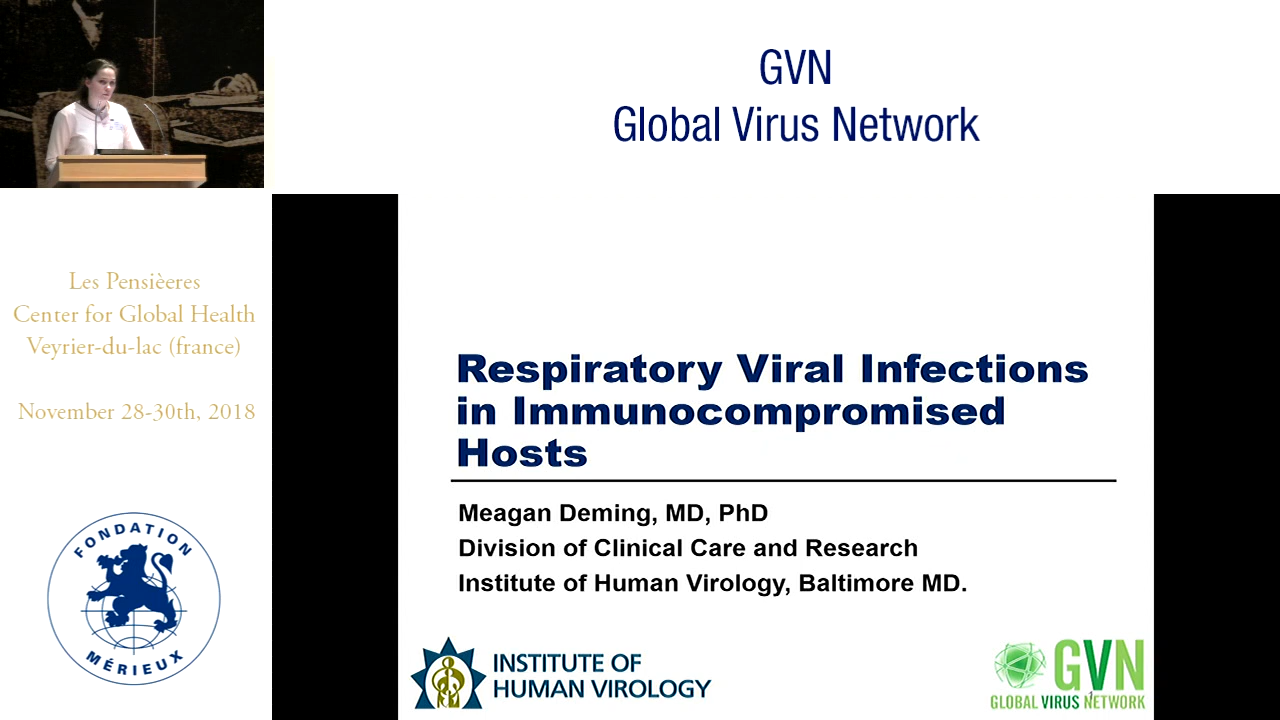 GVN
Global Virus Network
Les Pensièeres
Center for Global Health
Veyrier-du-lac (france)
November 28-30th, 2018
FONDATION
MÉRIEUX
Respiratory Viral Infections
in Immunocompromised
Hosts
Meagan Deming, MD, PhD
Division of Clinical Care and Research
Institute of Human Virology, Baltimore MD.
INSTITUTE OF
HUMAN VIROLOGY
GVN
GLOBAL VIRUS NETWORK
1